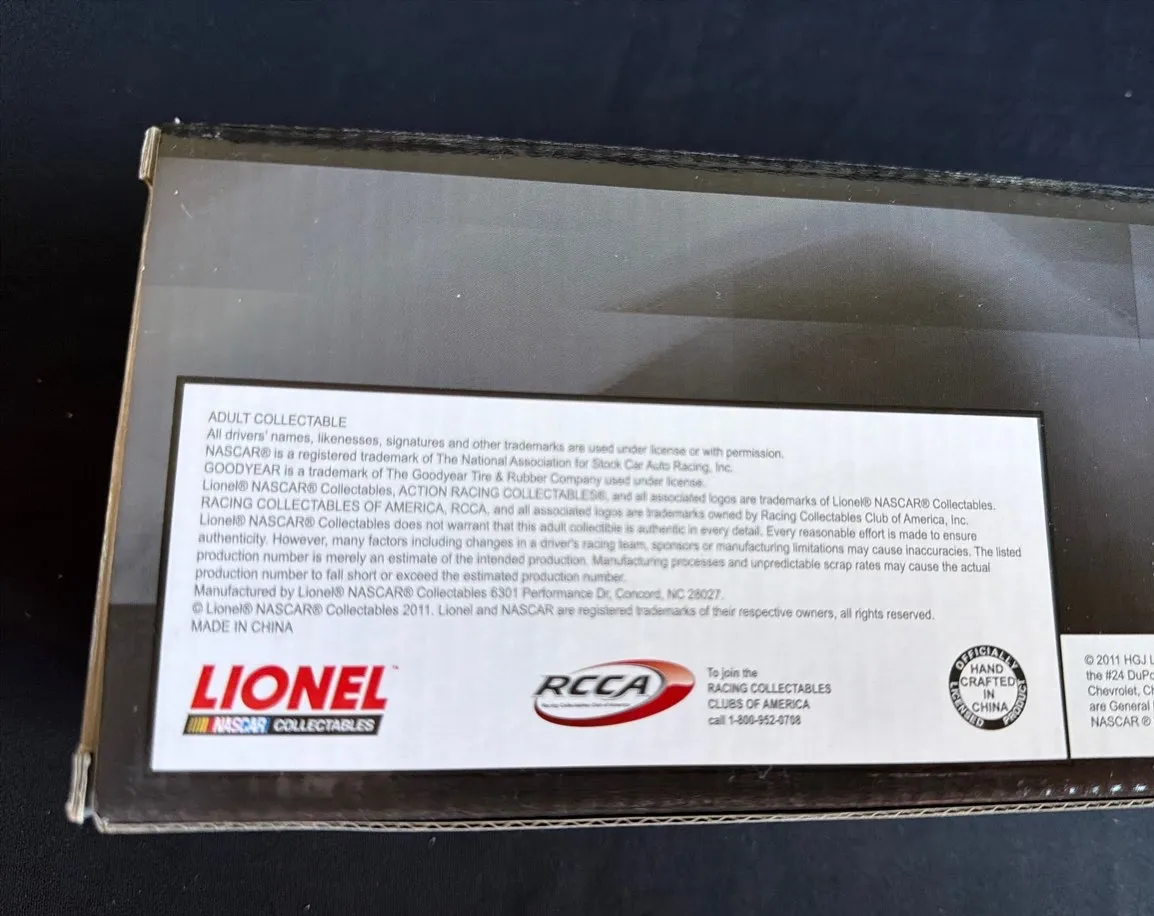 ADULT COLLECTABLE
All drivers' names, likenesses, signatures and other trademarks are used under license or with permission.
NASCAR® is a registered trademark of The National Association for Stock Car Auto Racing, Inc.
GOODYEAR is a trademark of The Goodyear Tire & Rubber Company used under license.
Lionel® NASCAR® Collectables, ACTION RACING COLLECTABLES®, and all associated logos are trademarks of Lionel® NASCAR® Collectables.
RACING COLLECTABLES OF AMERICA, RCCA, and all associated logos are trademarks owned by Racing Collectables Club of America, Inc.
Lionel® NASCAR® Collectables does not warrant that this adult collectible is authentic in every detail. Every reasonable effort is made to ensure
authenticity. However, many factors including changes in a driver's racing team, sponsors or manufacturing limitations may cause inaccuracies. The listed
production number is merely an estimate of the intended production. Manufacturing processes and unpredictable scrap rates may cause the actual
production number to fall short or exceed the estimated production number.
Manufactured by Lionel® NASCAR® Collectables 6301 Performance Dr, Concord, NC 28027.
© Lionel® NASCAR® Collectables 2011. Lionel and NASCAR are registered trademarks of their respective owners, all rights reserved.
MADE IN CHINA
LIONEL™
NASCAR COLLECTABLES
RCCA
Racing Collectables Club of America
To join the
RACING COLLECTABLES
CLUBS OF AMERICA
call 1-800-952-0708
OFFICIALLY
LICENSED
PRODUCT
HAND
CRAFTED
IN
CHINA
© 2011 HGJ L
the #24 DuPo
Chevrolet, Ch
are General
NASCAR ®